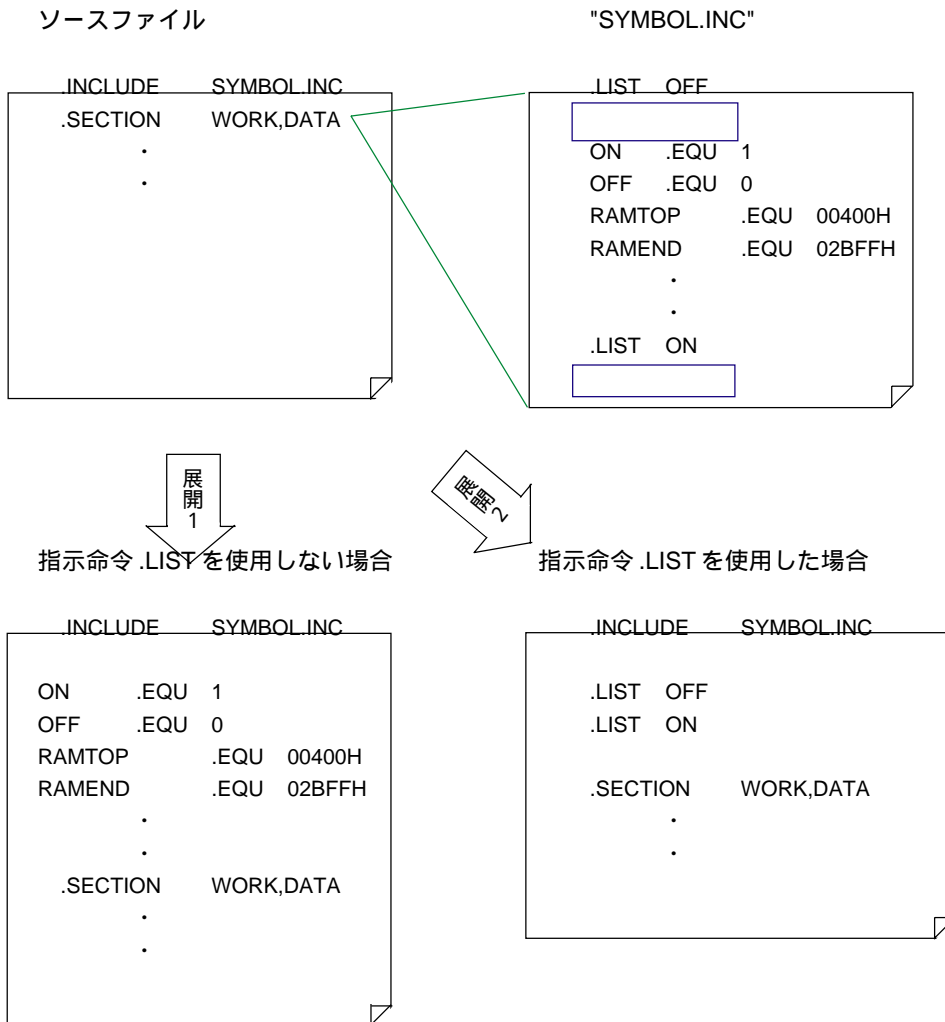 ソースファイル
.INCLUDE SYMBOL.INC
.SECTION WORK,DATA
・
・
"SYMBOL.INC"
.LIST OFF
ON .EQU 1
OFF .EQU 0
RAMTOP .EQU 00400H
RAMEND .EQU 02BFFH
・
・
.LIST ON
展開1
展開2
指示命令 .LIST を使用しない場合
.INCLUDE SYMBOL.INC
ON .EQU 1
OFF .EQU 0
RAMTOP .EQU 00400H
RAMEND .EQU 02BFFH
・
・
.SECTION WORK,DATA
・
・
指示命令 .LIST を使用した場合
.INCLUDE SYMBOL.INC
.LIST OFF
.LIST ON
.SECTION WORK,DATA
・
・